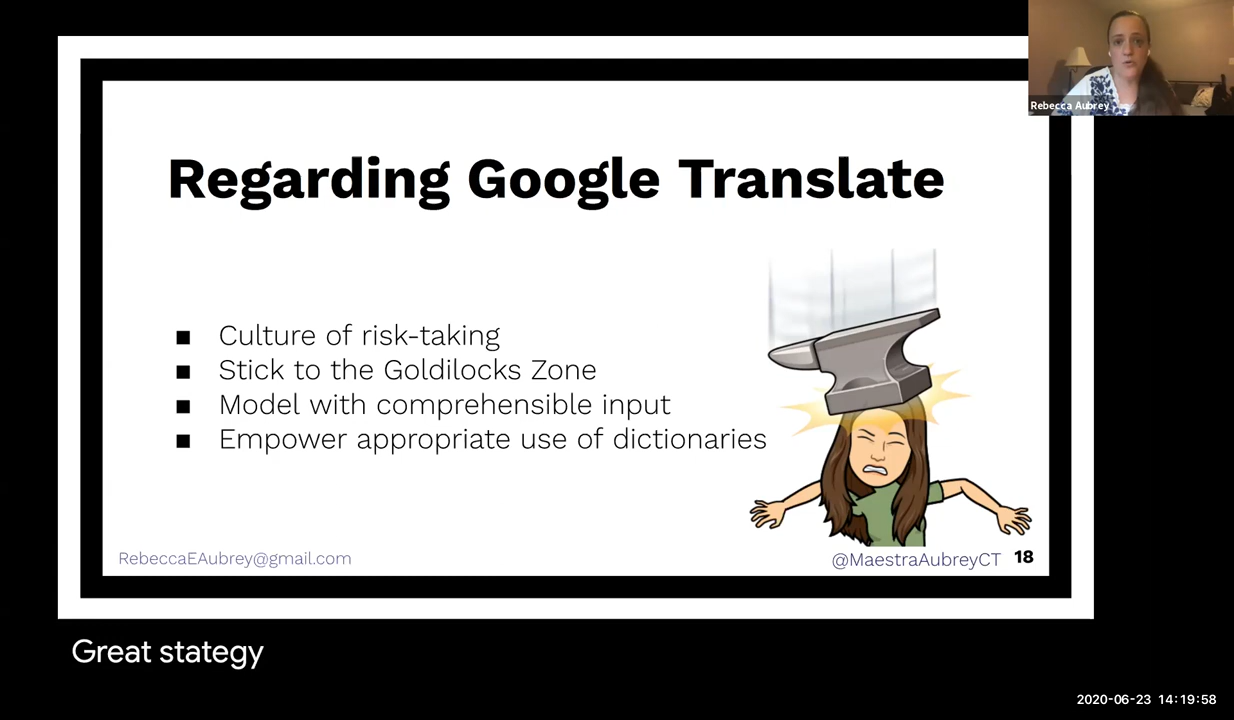 Rebecca Aubrey
Regarding Google Translate
■ Culture of risk-taking
■ Stick to the Goldilocks Zone
■ Model with comprehensible input
■ Empower appropriate use of dictionaries
RebeccaEAubrey@gmail.com
@MaestraAubreyCT 18
Great stategy
2020-06-23 14:19:58